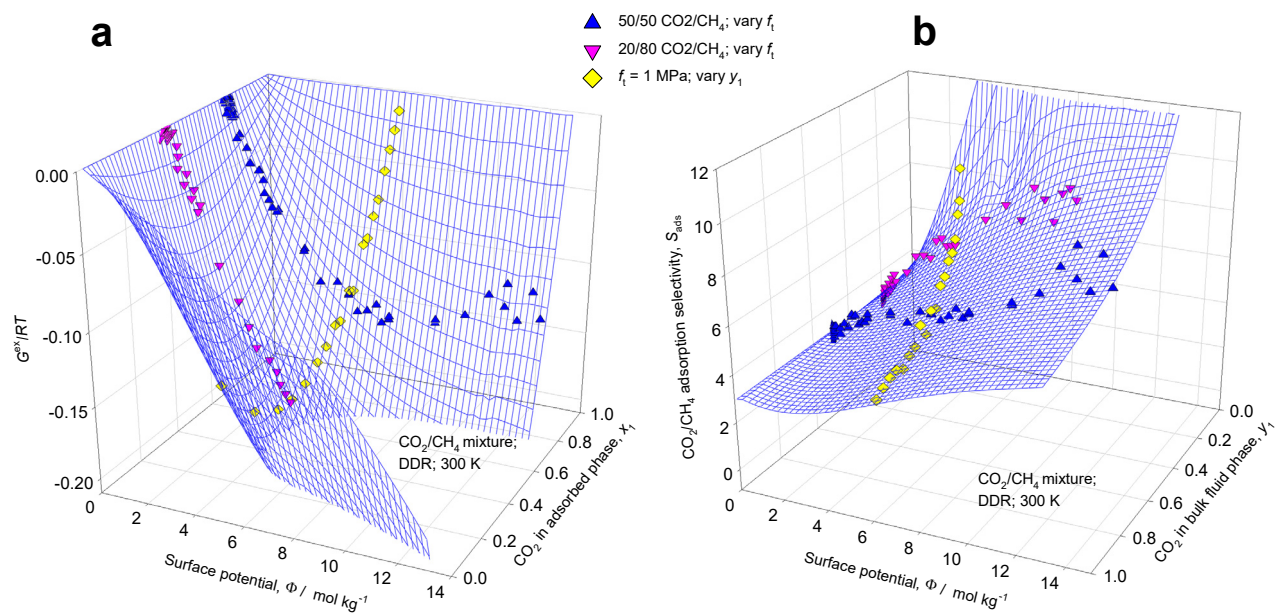 a
b
50/50 CO2/CH4; vary ft
20/80 CO2/CH4; vary ft
ft = 1 MPa; vary y1
0.00
-0.05
-0.10
-0.15
-0.20
G^ex/RT
0
2
4
6
8
10
12
14
Surface potential, Φ / mol kg⁻¹
0.0
0.2
0.4
0.6
0.8
1.0
CO2 in adsorbed phase, x1
CO2/CH4 mixture;
DDR; 300 K
12
10
8
6
4
2
0
CO2/CH4 adsorption selectivity, Sads
0
2
4
6
8
10
12
14
Surface potential, Φ / mol kg⁻¹
0.0
0.2
0.4
0.6
0.8
1.0
CO2 in bulk fluid phase, y1
CO2/CH4 mixture;
DDR; 300 K